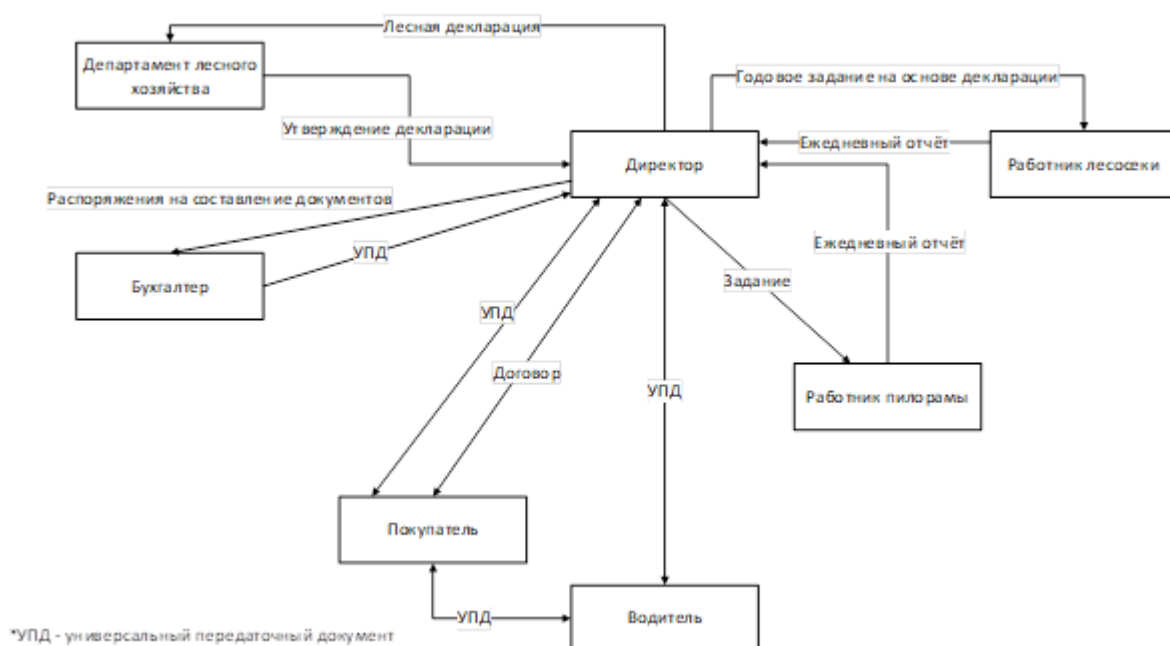 Лесная декларация
Департамент лесного
хозяйства
Годовое задание на основе декларации
Утверждение декларации
Ежедневный отчёт
Директор
Работник лесосеки
Распоряжения на составление документов
УПД
Ежедневный отчёт
Бухгалтер
Задание
УПД
Договор
УПД
Работник пилорамы
Покупатель
УПД
Водитель
*УПД - универсальный передаточный документ